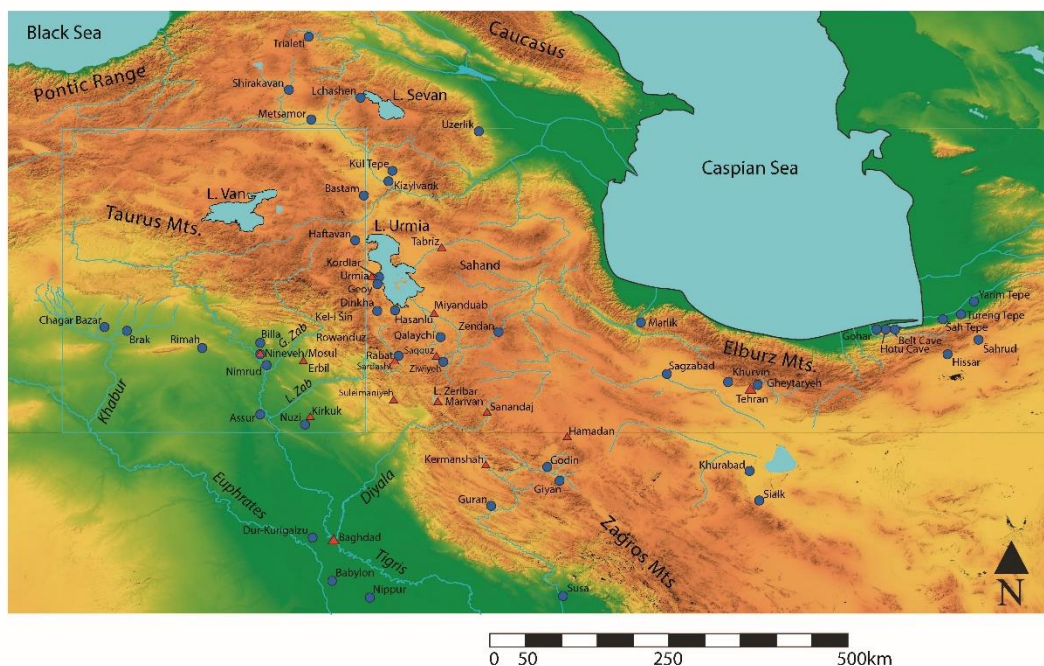 Black Sea
Trialeti
Caucasus
Pontic Range
Shirakavan
Lchashen
L. Sevan
Metsamor
Uzerlik
Caspian Sea
Kül Tepe
Kizylvank
Bastam
L. Van
Taurus Mts.
L. Urmia
Haftavan
Tabriz
Kordlar
Urmia
Sahand
Geoy
Dinkha
Hasanlu
Miyanduab
Kel-i Sin
Yarim Tepe
Tureng Tepe
Sah Tepe
Chagar Bazar
Brak
Rimah
Billa
G. Zab
Rowanduz
Qalaychi
Zendan
Marlik
Gohar
Belt Cave
Hotu Cave
Sahrud
Hissar
Nineveh/Mosul
Erbil
Nimrud
Rabat
Saqquz
Sardasht
Ziwiyeh
Elburz Mts.
Sagzabad
Khurvin
Gheytaryeh
Tehran
Khabur
L. Zab
Suleimaniyeh
L. Zeribar
Marivan
Sanandaj
Assur
Nuzi
Kirkuk
Hamadan
Kermanshah
Godin
Giyan
Khurabad
Sialk
Euphrates
Diyala
Guran
Dur-Kurigalzu
Baghdad
Tigris
Zagros Mts.
Babylon
Nippur
Susa
N
0 50 250 500km